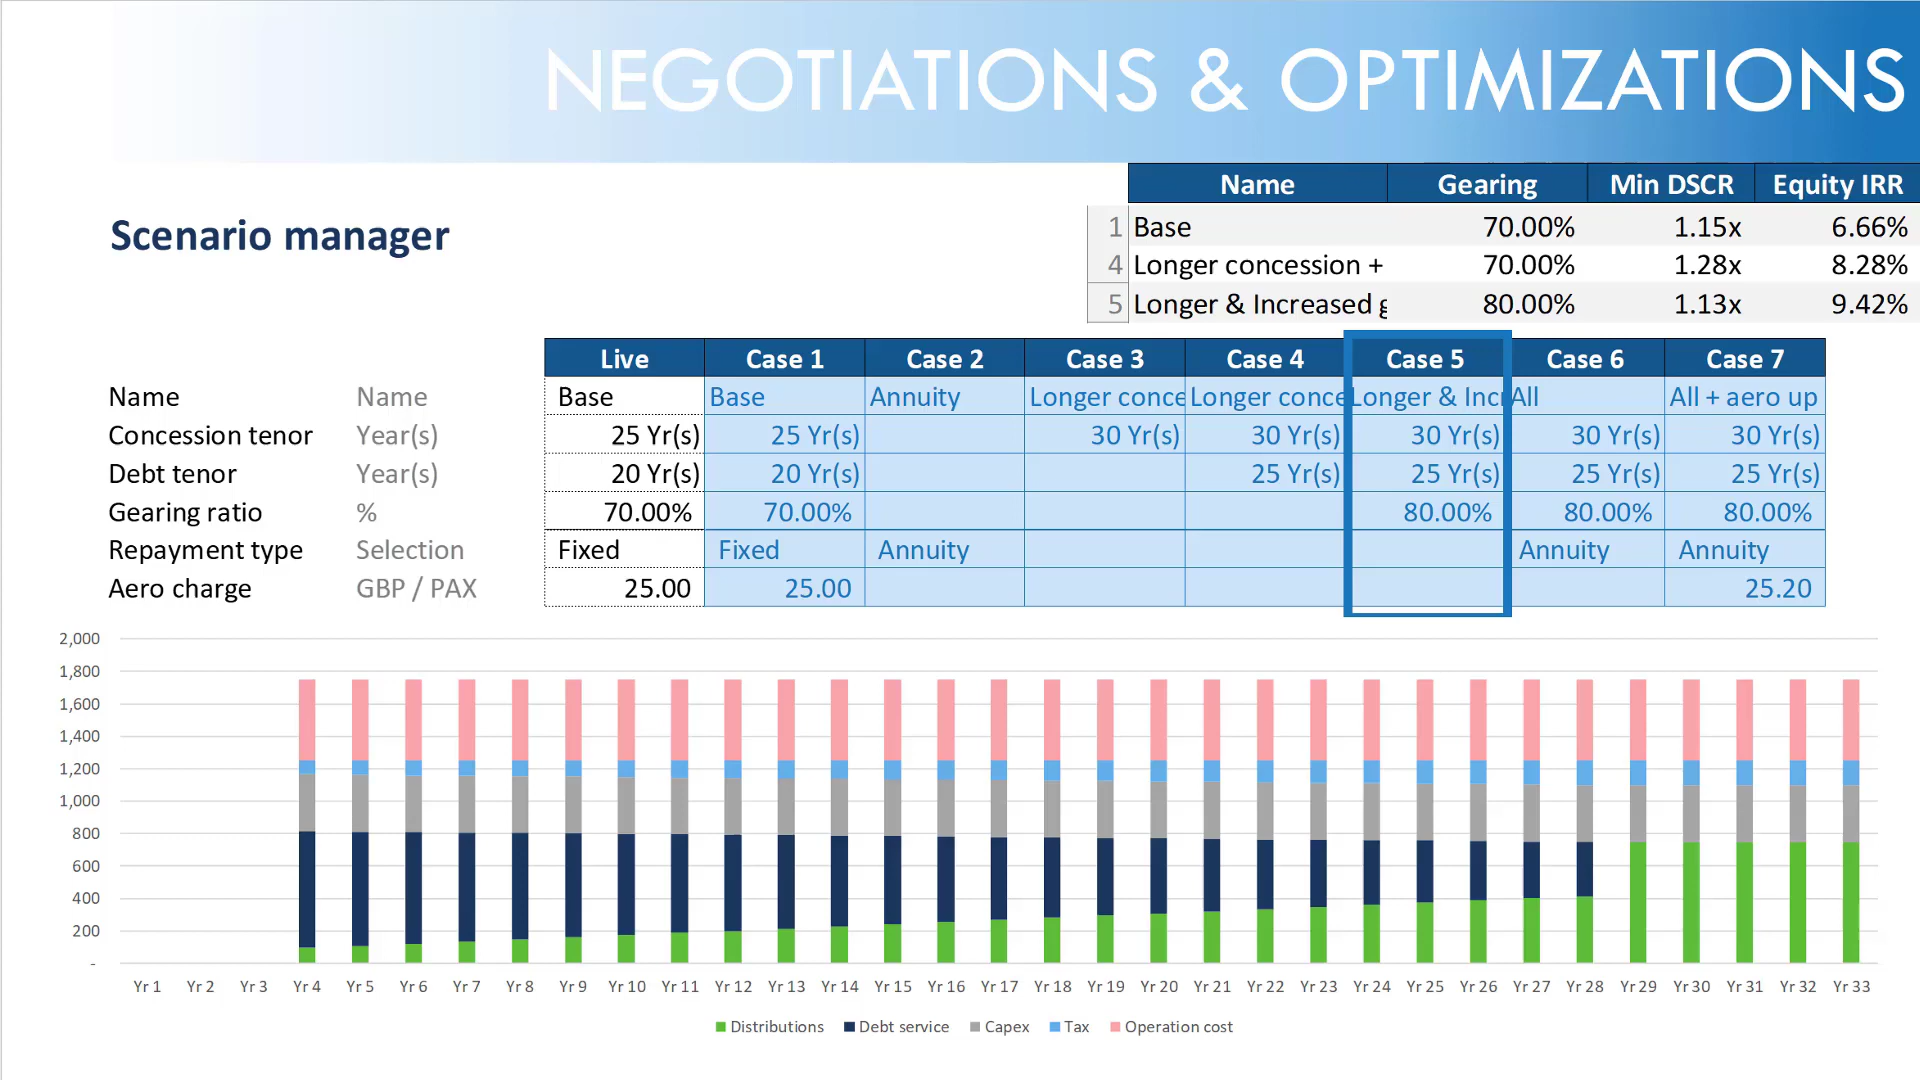 NEGOTIATIONS & OPTIMIZATIONS
Name Gearing Min DSCR Equity IRR
1 Base 70.00% 1.15x 6.66%
4 Longer concession + 70.00% 1.28x 8.28%
5 Longer & Increased g 80.00% 1.13x 9.42%
Scenario manager
Live Case 1 Case 2 Case 3 Case 4 Case 5 Case 6 Case 7
Name Name Base Base Annuity Longer conce Longer conce Longer & Incr All All + aero up
Concession tenor Year(s) 25 Yr(s) 25 Yr(s) 30 Yr(s) 30 Yr(s) 30 Yr(s) 30 Yr(s) 30 Yr(s)
Debt tenor Year(s) 20 Yr(s) 20 Yr(s) 25 Yr(s) 25 Yr(s) 25 Yr(s) 25 Yr(s)
Gearing ratio % 70.00% 70.00% 80.00% 80.00% 80.00%
Repayment type Selection Fixed Fixed Annuity Annuity Annuity
Aero charge GBP / PAX 25.00 25.00 25.20
2,000
1,800
1,600
1,400
1,200
1,000
800
600
400
200
-
Yr 1 Yr 2 Yr 3 Yr 4 Yr 5 Yr 6 Yr 7 Yr 8 Yr 9 Yr 10 Yr 11 Yr 12 Yr 13 Yr 14 Yr 15 Yr 16 Yr 17 Yr 18 Yr 19 Yr 20 Yr 21 Yr 22 Yr 23 Yr 24 Yr 25 Yr 26 Yr 27 Yr 28 Yr 29 Yr 30 Yr 31 Yr 32 Yr 33
Distributions Debt service Capex Tax Operation cost